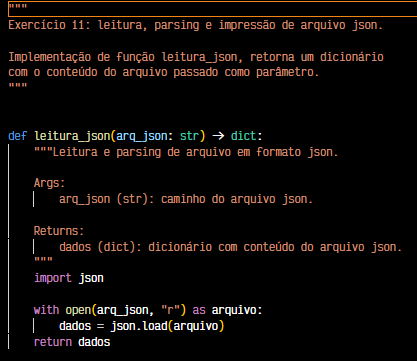 """
Exercício 11: leitura, parsing e impressão de arquivo json.
Implementação de função leitura_json, retorna um dicionário
com o conteúdo do arquivo passado como parâmetro.
"""
def leitura_json(arq_json: str) -> dict:
    """Leitura e parsing de arquivo em formato json.
    Args:
        arq_json (str): caminho do arquivo json.
    Returns:
        dados (dict): dicionário com conteúdo do arquivo json.
    """
    import json
    with open(arq_json, "r") as arquivo:
        dados = json.load(arquivo)
    return dados